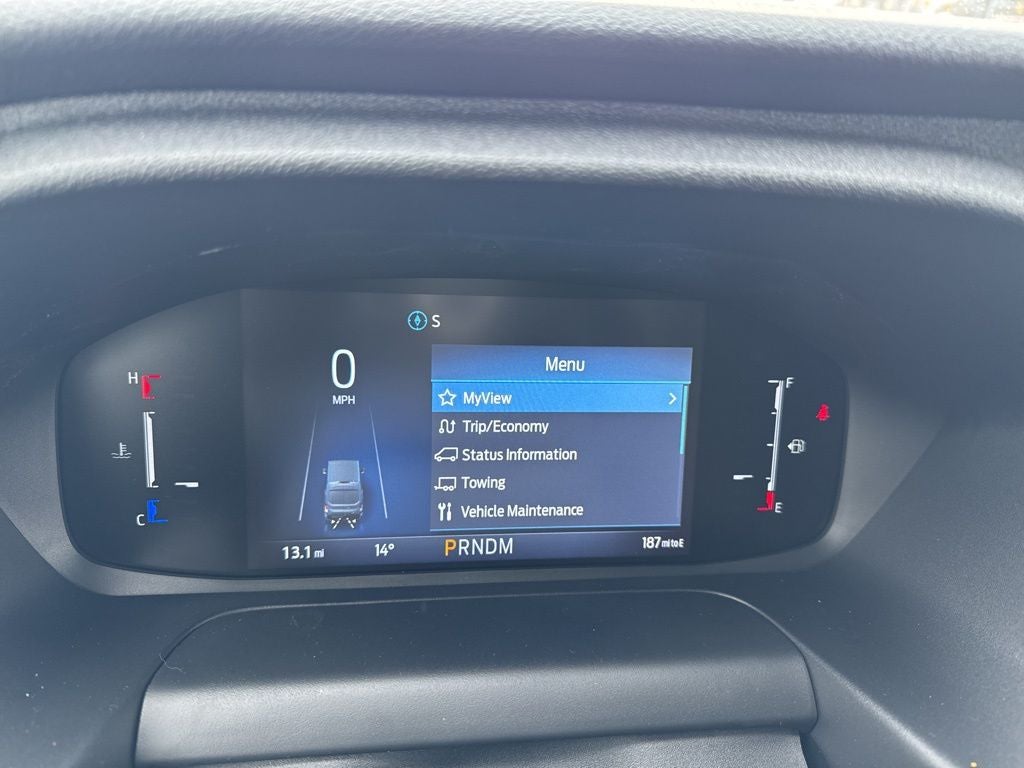 S
0
MPH
Menu
MyView
Trip/Economy
Status Information
Towing
Vehicle Maintenance
H
C
F
E
13.1 mi
14°
PRNDM
187 mi to E